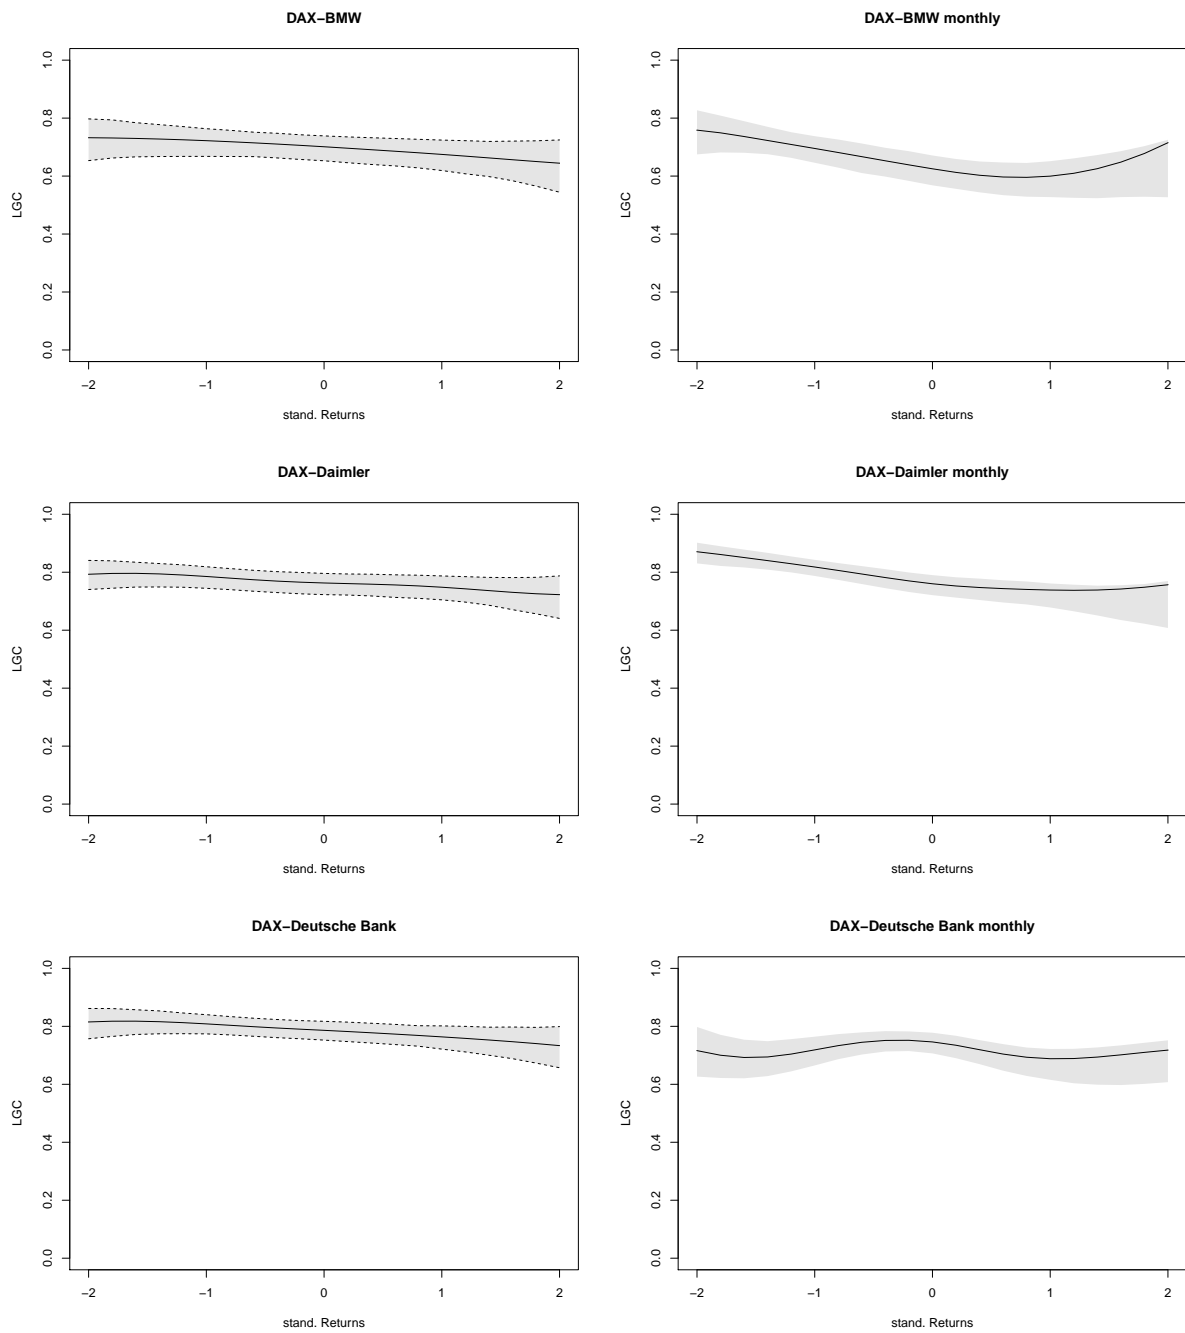 DAX−BMW
1.0
0.8
0.6
0.4
0.2
0.0
LGC
−2 −1 0 1 2
stand. Returns
DAX−BMW monthly
1.0
0.8
0.6
0.4
0.2
0.0
LGC
−2 −1 0 1 2
stand. Returns
DAX−Daimler
1.0
0.8
0.6
0.4
0.2
0.0
LGC
−2 −1 0 1 2
stand. Returns
DAX−Daimler monthly
1.0
0.8
0.6
0.4
0.2
0.0
LGC
−2 −1 0 1 2
stand. Returns
DAX−Deutsche Bank
1.0
0.8
0.6
0.4
0.2
0.0
LGC
−2 −1 0 1 2
stand. Returns
DAX−Deutsche Bank monthly
1.0
0.8
0.6
0.4
0.2
0.0
LGC
−2 −1 0 1 2
stand. Returns